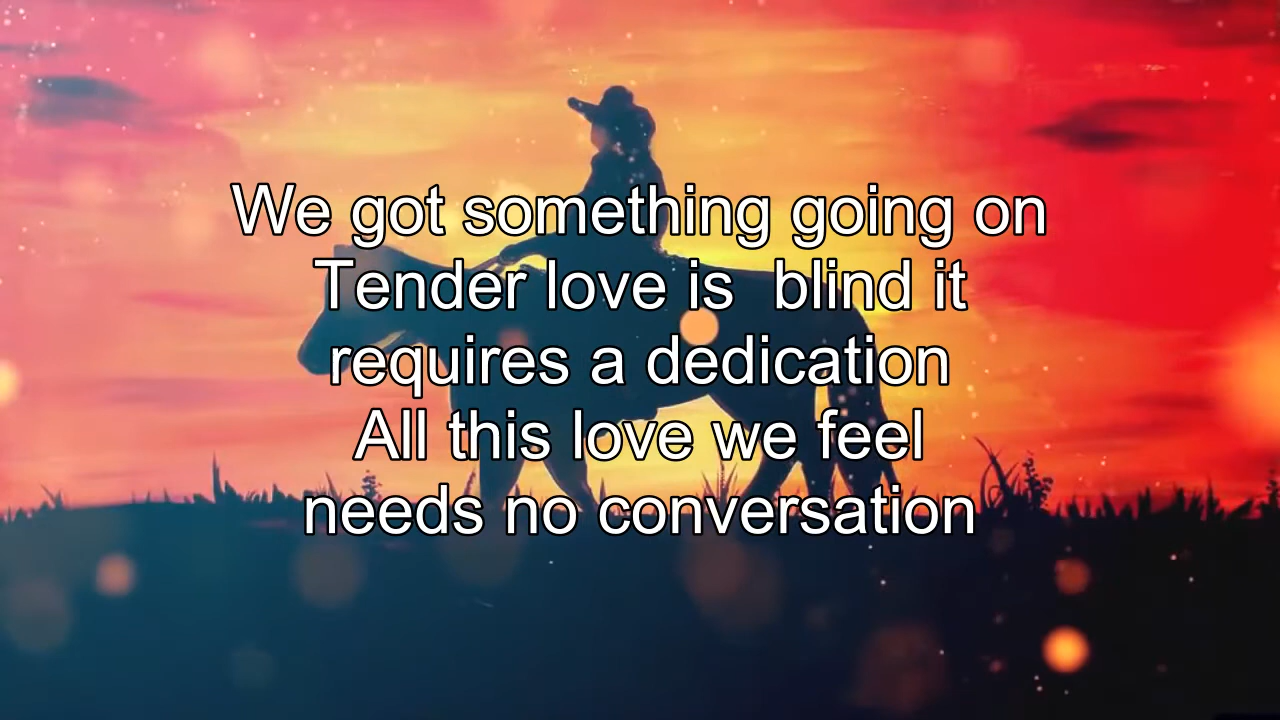 We got something going on
Tender love is  blind it
requires a dedication
All this love we feel
needs no conversation